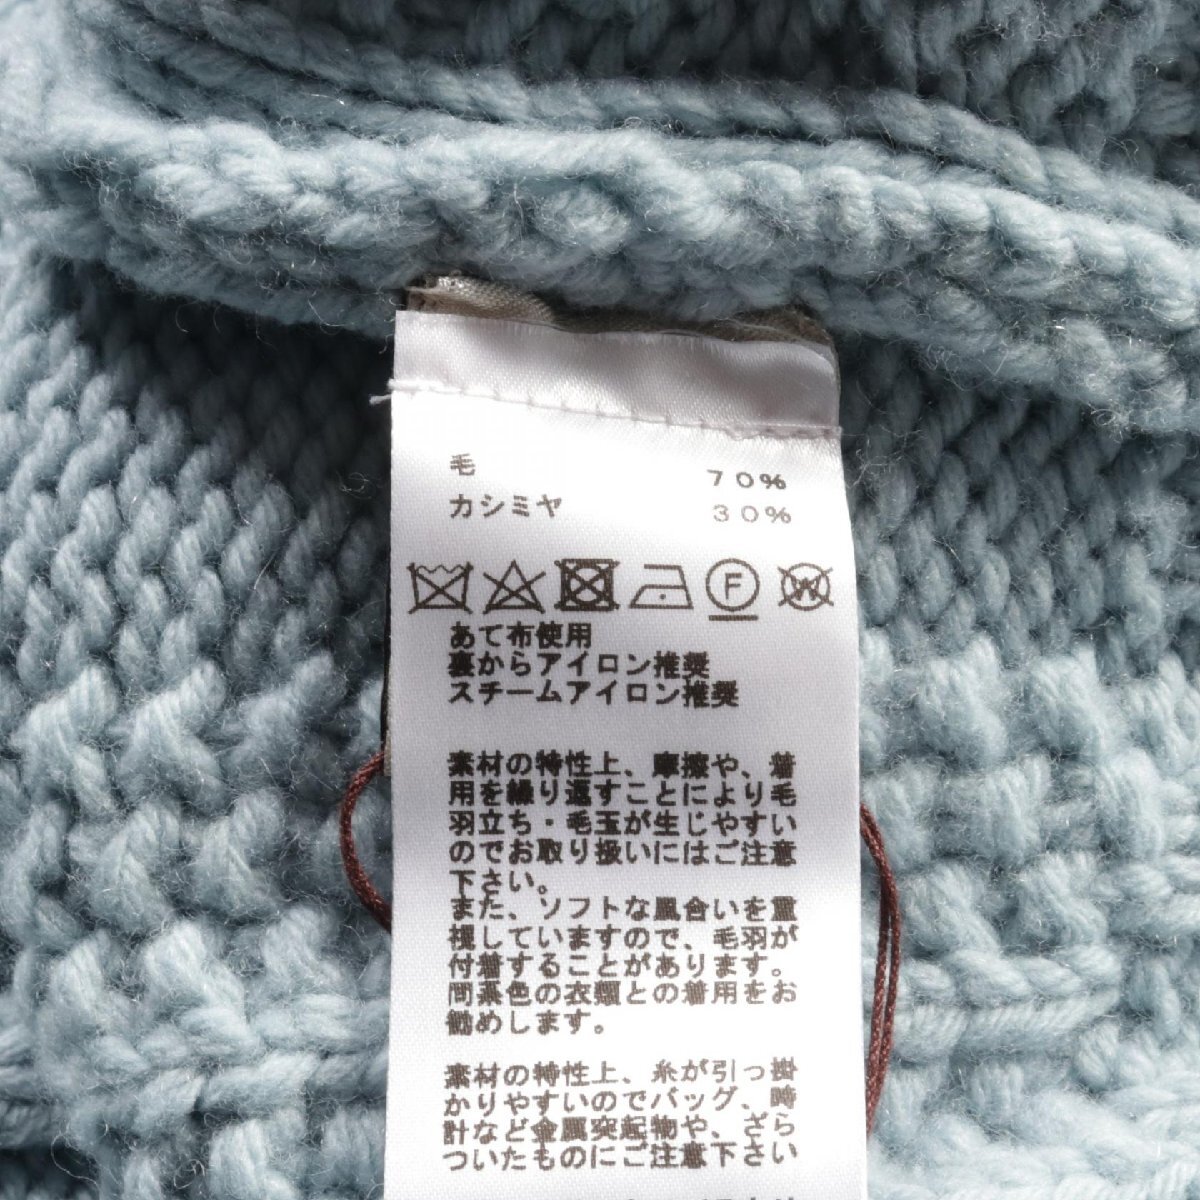 毛 70%
カシミヤ 30%
F W
あて布使用
裏からアイロン推奨
スチームアイロン推奨
素材の特性上、摩擦や、着
用を繰り返すことにより毛
羽立ち・毛玉が生じやすい
のでお取り扱いにはご注意
下さい。
また、ソフトな風合いを重
視していますので、毛羽が
付着することがあります。
同系色の衣類との着用をお
勧めします。
素材の特性上、糸が引っ掛
かりやすいのでバッグ、時
計など金属突起物や、ざら
ついたものにご注意下さい